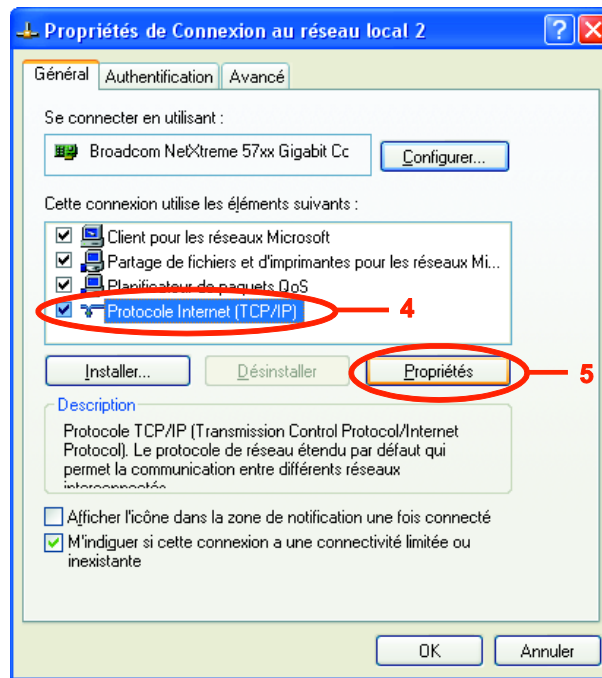 Propriétés de Connexion au réseau local 2
Général Authentification Avancé
Se connecter en utilisant :
Broadcom NetXtreme 57xx Gigabit Cc
Configurer...
Cette connexion utilise les éléments suivants :
Client pour les réseaux Microsoft
Partage de fichiers et d'imprimantes pour les réseaux Mi...
Planificateur de paquets QoS
Protocole Internet (TCP/IP)
4
Installer... Désinstaller Propriétés
5
Description
Protocole TCP/IP (Transmission Control Protocol/Internet
Protocol). Le protocole de réseau étendu par défaut qui
permet la communication entre différents réseaux
interconnectés
Afficher l'icône dans la zone de notification une fois connecté
M'indiquer si cette connexion a une connectivité limitée ou
inexistante
OK Annuler